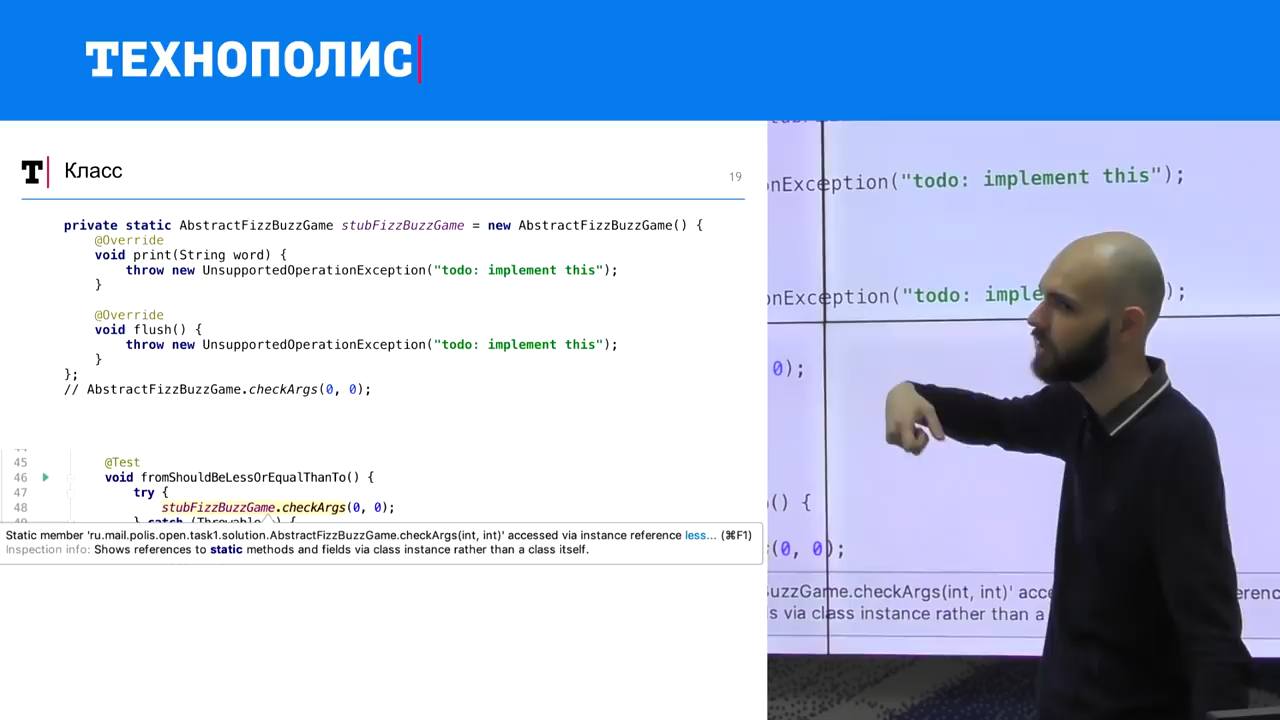 ТЕХНОПОЛИС
Т Класс
19
private static AbstractFizzBuzzGame stubFizzBuzzGame = new AbstractFizzBuzzGame() {
@Override
void print(String word) {
throw new UnsupportedOperationException("todo: implement this");
}
@Override
void flush() {
throw new UnsupportedOperationException("todo: implement this");
}
};
// AbstractFizzBuzzGame.checkArgs(0, 0);
45 @Test
46 void fromShouldBeLessOrEqualThanTo() {
47 try {
48 stubFizzBuzzGame.checkArgs(0, 0);
49 } catch (Throwable
Static member 'ru.mail.polis.open.task1.solution.AbstractFizzBuzzGame.checkArgs(int, int)' accessed via instance reference less... (⌘F1)
Inspection info: Shows references to static methods and fields via class instance rather than a class itself.
onException("todo: implement this");
onException("todo: imple );
0);
() {
(0, 0);
uzzGame.checkArgs(int, int)' acce erenc
s via class instance rather than a